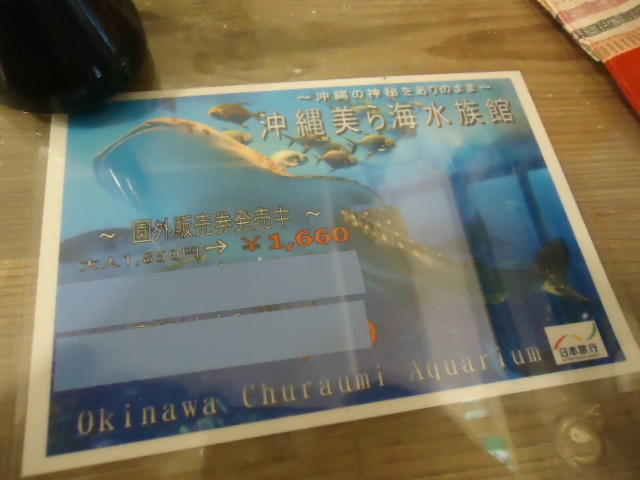 ～沖縄の神秘をありのまま～
沖縄美ら海水族館
～ 園外販売券発売中 ～
大人1,850円→ ￥1,660
Okinawa Churaumi Aquarium
日本旅行